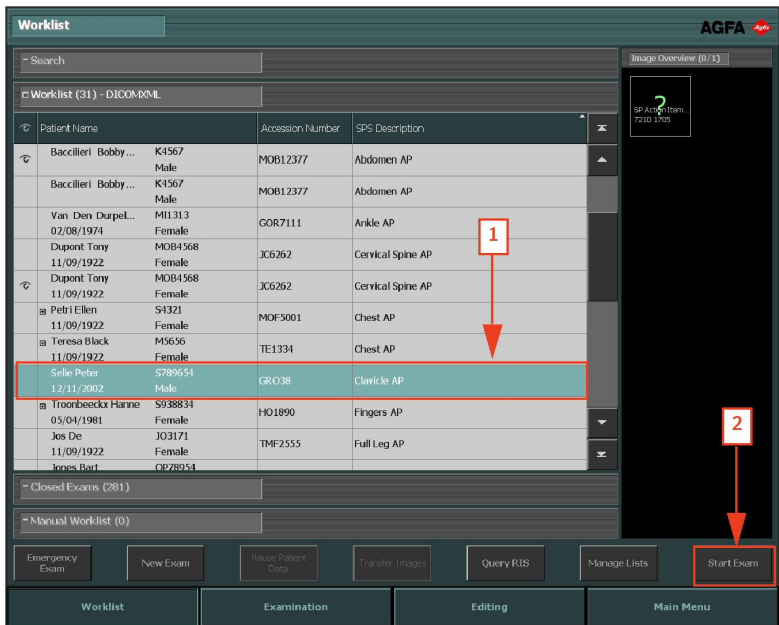 Worklist
AGFA Agfa
- Search
Image Overview (0/1)
Worklist (31) - DICOMXML
?
SP Action Item...
7210 1705
Patient Name Accession Number SPS Description
Baccilieri Bobby... K4567
Male
MOB12377 Abdomen AP
Baccilieri Bobby... K4567
Male
MOB12377 Abdomen AP
Van Den Durpel... MI1313
02/08/1974 Female
GOR7111 Ankle AP
1
Dupont Tony MOB4568
11/09/1922 Female
JC6262 Cervical Spine AP
Dupont Tony MOB4568
11/09/1922 Female
JC6262 Cervical Spine AP
Petri Ellen S4321
11/09/1922 Female
MOF5001 Chest AP
Teresa Black M5656
11/09/1922 Female
TE1334 Chest AP
Selie Peter S789654
12/11/2002 Male
GRO38 Clavicle AP
Troonbeeckx Hanne S938834
05/04/1981 Female
HO1890 Fingers AP
2
Jos De JO3171
11/09/1922 Female
TMF2555 Full Leg AP
Jones Bart OP78954
- Closed Exams (281)
- Manual Worklist (0)
Emergency
Exam
New Exam
Reuse Patient
Data
Transfer Images
Query RIS
Manage Lists
Start Exam
Worklist Examination Editing Main Menu